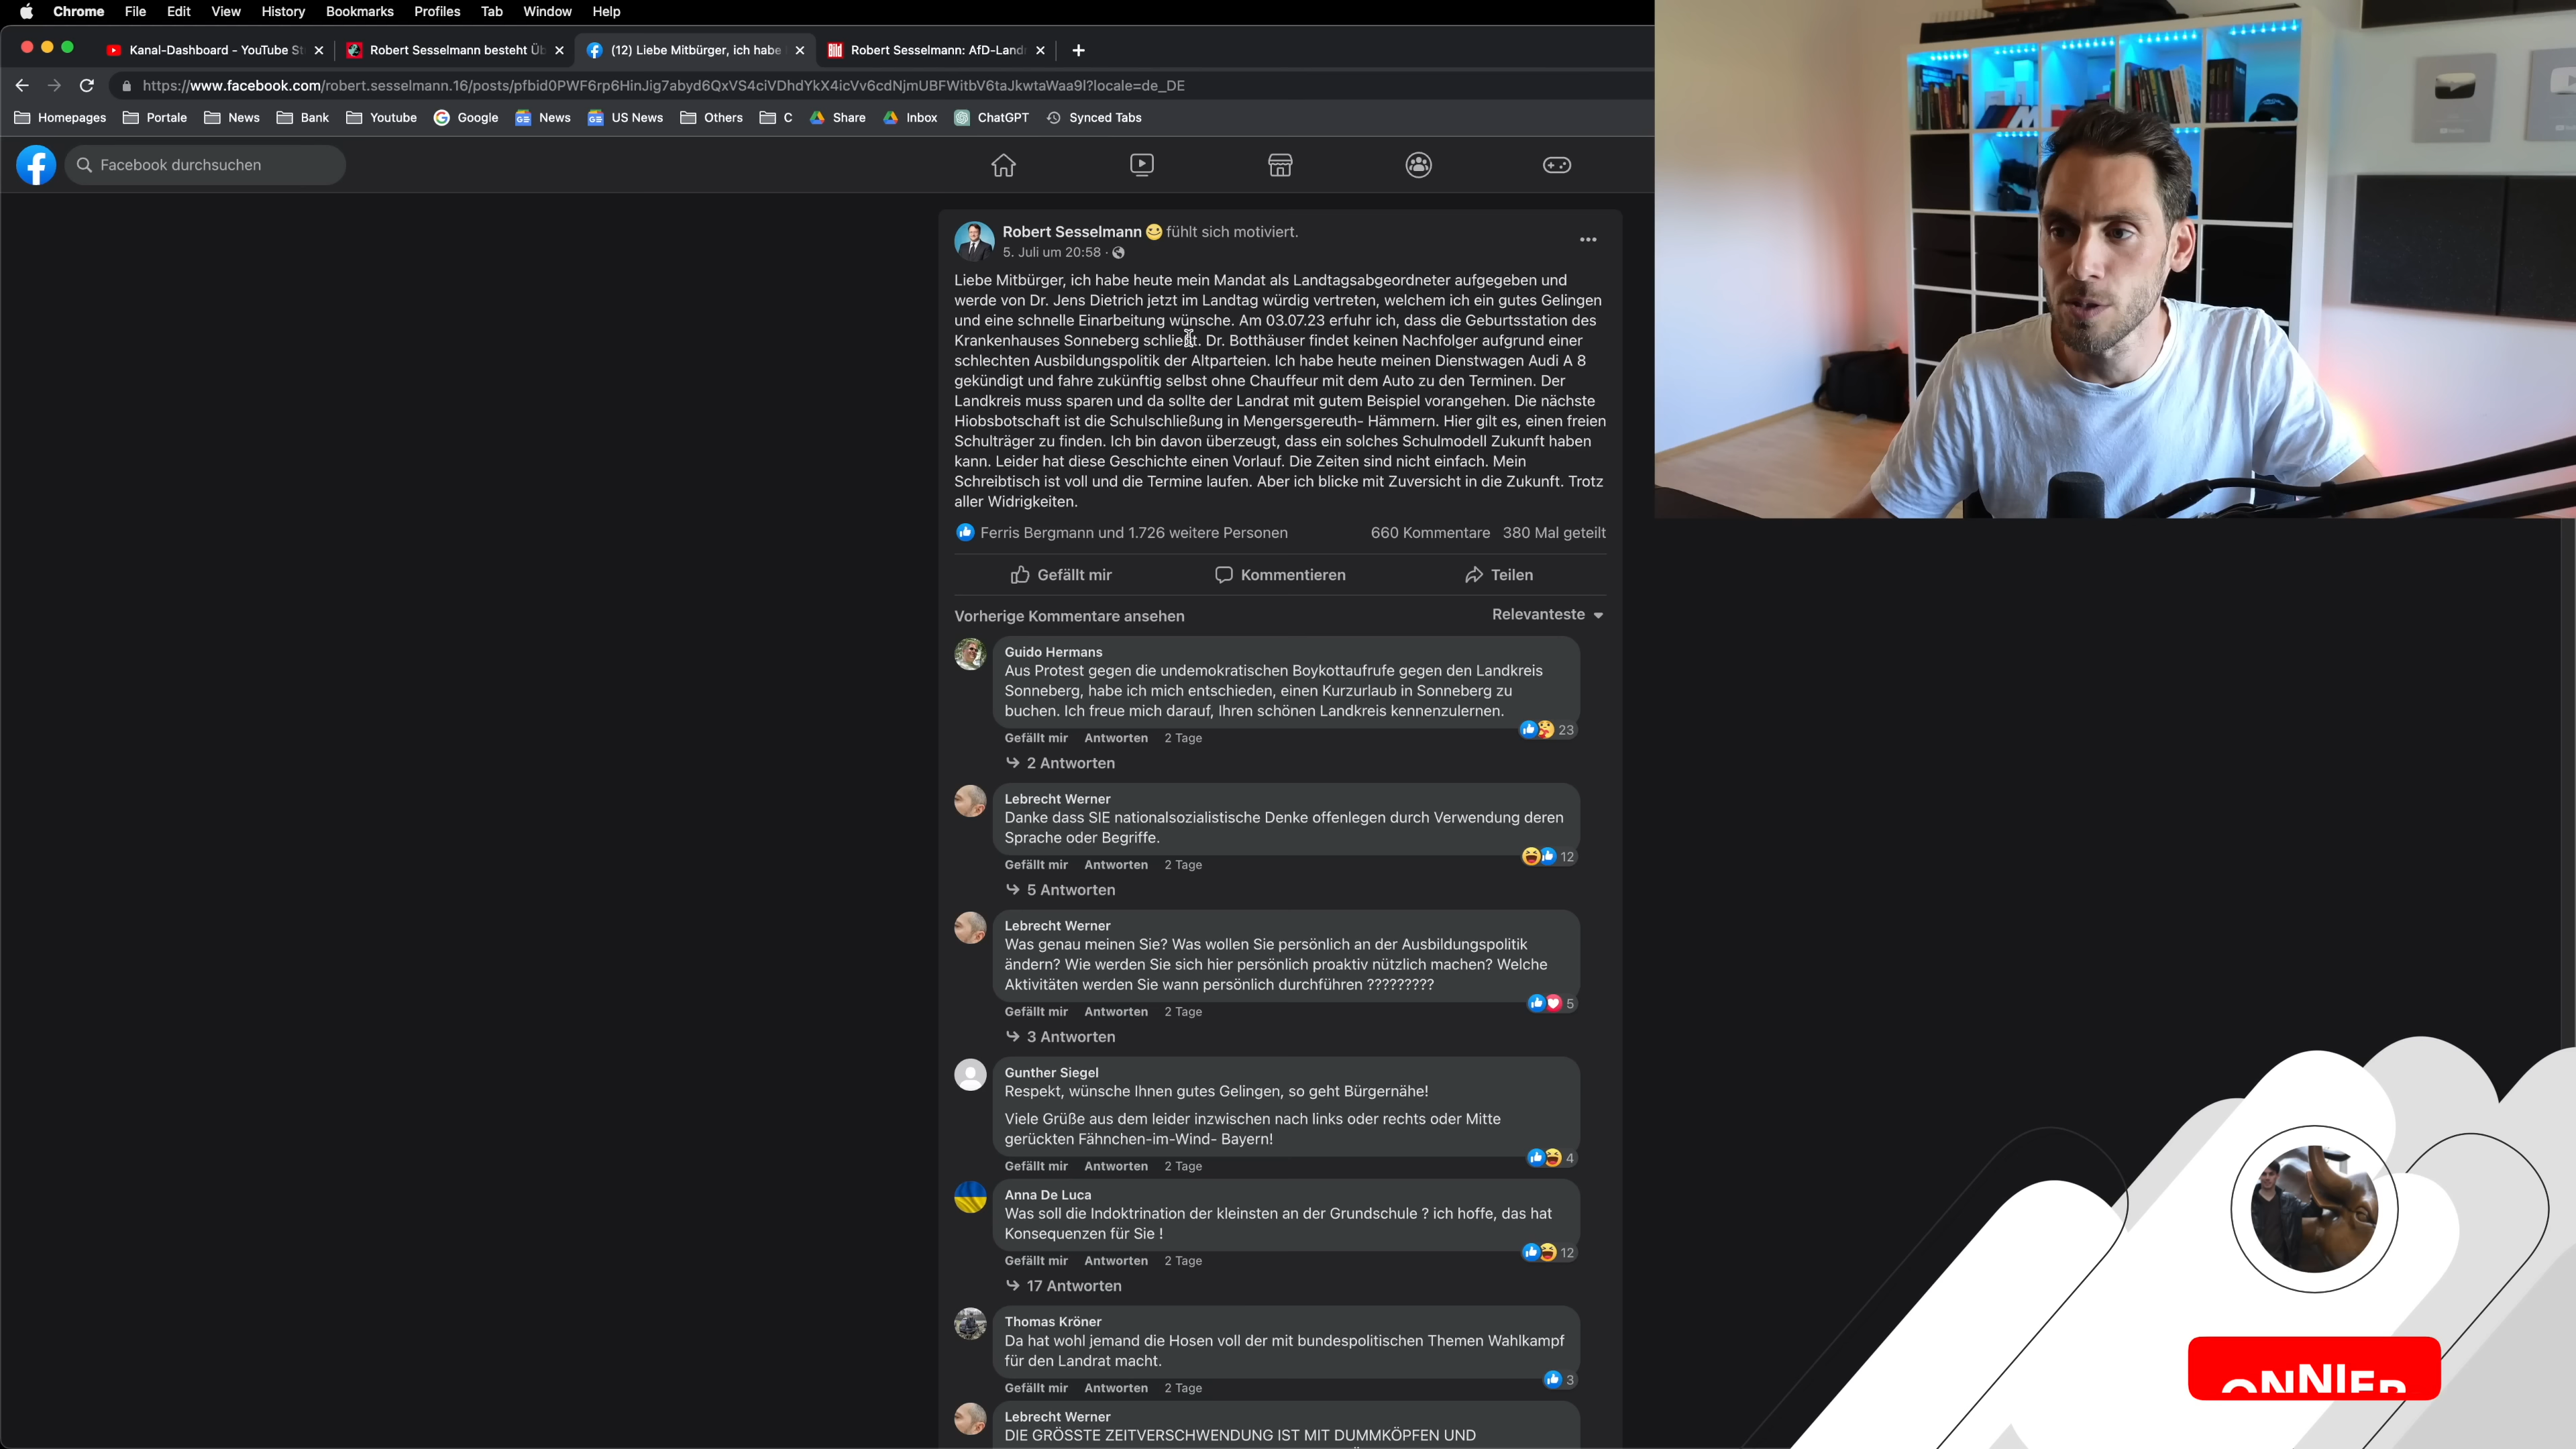 Chrome File Edit View History Bookmarks Profiles Tab Window Help
Kanal-Dashboard - YouTube St
Robert Sesselmann besteht Üb
(12) Liebe Mitbürger, ich habe
Robert Sesselmann: AfD-Landr
https://www.facebook.com/robert.sesselmann.16/posts/pfbid0PWF6rp6HinJig7abyd6QxVS4ciVDhdYkX4icVv6cdNjmUBFWitbV6taJkwtaWaa9l?locale=de_DE
Homepages Portale News Bank Youtube Google News US News Others C Share Inbox ChatGPT Synced Tabs
Facebook durchsuchen
Robert Sesselmann fühlt sich motiviert.
5. Juli um 20:58
Liebe Mitbürger, ich habe heute mein Mandat als Landtagsabgeordneter aufgegeben und
werde von Dr. Jens Dietrich jetzt im Landtag würdig vertreten, welchem ich ein gutes Gelingen
und eine schnelle Einarbeitung wünsche. Am 03.07.23 erfuhr ich, dass die Geburtsstation des
Krankenhauses Sonneberg schließt. Dr. Botthäuser findet keinen Nachfolger aufgrund einer
schlechten Ausbildungspolitik der Altparteien. Ich habe heute meinen Dienstwagen Audi A 8
gekündigt und fahre zukünftig selbst ohne Chauffeur mit dem Auto zu den Terminen. Der
Landkreis muss sparen und da sollte der Landrat mit gutem Beispiel vorangehen. Die nächste
Hiobsbotschaft ist die Schulschließung in Mengersgereuth- Hämmern. Hier gilt es, einen freien
Schulträger zu finden. Ich bin davon überzeugt, dass ein solches Schulmodell Zukunft haben
kann. Leider hat diese Geschichte einen Vorlauf. Die Zeiten sind nicht einfach. Mein
Schreibtisch ist voll und die Termine laufen. Aber ich blicke mit Zuversicht in die Zukunft. Trotz
aller Widrigkeiten.
Ferris Bergmann und 1.726 weitere Personen 660 Kommentare 380 Mal geteilt
Gefällt mir Kommentieren Teilen
Vorherige Kommentare ansehen Relevanteste
Guido Hermans
Aus Protest gegen die undemokratischen Boykottaufrufe gegen den Landkreis
Sonneberg, habe ich mich entschieden, einen Kurzurlaub in Sonneberg zu
buchen. Ich freue mich darauf, Ihren schönen Landkreis kennenzulernen.
23
Gefällt mir Antworten 2 Tage
2 Antworten
Lebrecht Werner
Danke dass SIE nationalsozialistische Denke offenlegen durch Verwendung deren
Sprache oder Begriffe.
12
Gefällt mir Antworten 2 Tage
5 Antworten
Lebrecht Werner
Was genau meinen Sie? Was wollen Sie persönlich an der Ausbildungspolitik
ändern? Wie werden Sie sich hier persönlich proaktiv nützlich machen? Welche
Aktivitäten werden Sie wann persönlich durchführen ?????????
5
Gefällt mir Antworten 2 Tage
3 Antworten
Gunther Siegel
Respekt, wünsche Ihnen gutes Gelingen, so geht Bürgernähe!
Viele Grüße aus dem leider inzwischen nach links oder rechts oder Mitte
gerückten Fähnchen-im-Wind- Bayern!
4
Gefällt mir Antworten 2 Tage
Anna De Luca
Was soll die Indoktrination der kleinsten an der Grundschule ? ich hoffe, das hat
Konsequenzen für Sie !
12
Gefällt mir Antworten 2 Tage
17 Antworten
Thomas Kröner
Da hat wohl jemand die Hosen voll der mit bundespolitischen Themen Wahlkampf
für den Landrat macht.
3
Gefällt mir Antworten 2 Tage
Lebrecht Werner
DIE GRÖSSTE ZEITVERSCHWENDUNG IST MIT DUMMKÖPFEN UND